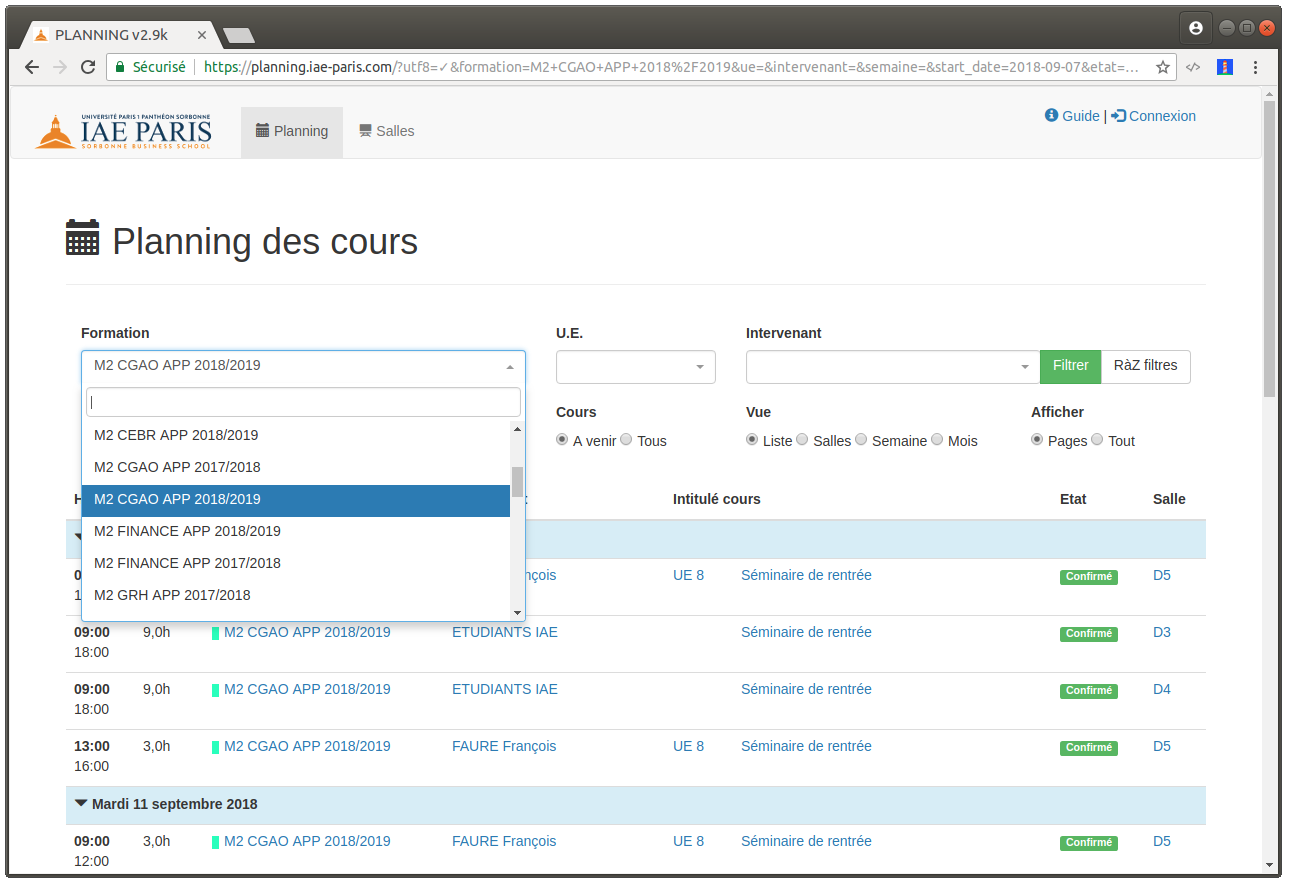 PLANNING v2.9k
Sécurisé https://planning.iae-paris.com/?utf8=✓&formation=M2+CGAO+APP+2018%2F2019&ue=&intervenant=&semaine=&start_date=2018-09-07&etat=...
UNIVERSITÉ PARIS 1 PANTHÉON SORBONNE
IAE PARIS
SORBONNE BUSINESS SCHOOL
Planning
Salles
Guide | Connexion
Planning des cours
Formation U.E. Intervenant
M2 CGAO APP 2018/2019 Filtrer RàZ filtres
M2 CEBR APP 2018/2019
M2 CGAO APP 2017/2018
M2 CGAO APP 2018/2019
M2 FINANCE APP 2018/2019
M2 FINANCE APP 2017/2018
M2 GRH APP 2017/2018
Cours Vue Afficher
A venir Tous Liste Salles Semaine Mois Pages Tout
Intitulé cours Etat Salle
UE 8 Séminaire de rentrée Confirmé D5
09:00 9,0h M2 CGAO APP 2018/2019 ETUDIANTS IAE Séminaire de rentrée Confirmé D3
18:00
09:00 9,0h M2 CGAO APP 2018/2019 ETUDIANTS IAE Séminaire de rentrée Confirmé D4
18:00
13:00 3,0h M2 CGAO APP 2018/2019 FAURE François UE 8 Séminaire de rentrée Confirmé D5
16:00
Mardi 11 septembre 2018
09:00 3,0h M2 CGAO APP 2018/2019 FAURE François UE 8 Séminaire de rentrée Confirmé D5
12:00